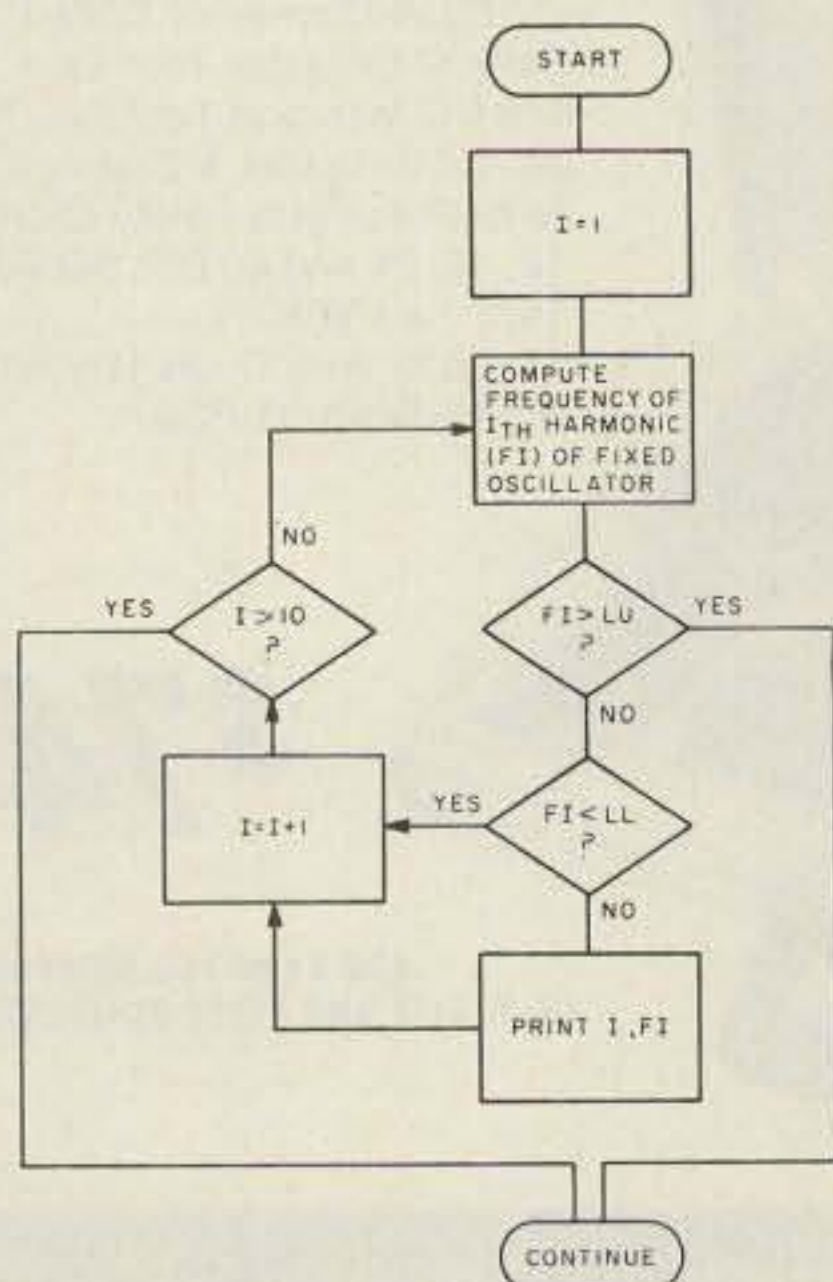 START
I=1
COMPUTE
FREQUENCY OF
ITH HARMONIC
(FI) OF FIXED
OSCILLATOR
NO
YES
I>10
?
FI>LU
?
YES
NO
I=I+1
YES
FI<LL
?
NO
PRINT I,FI
CONTINUE